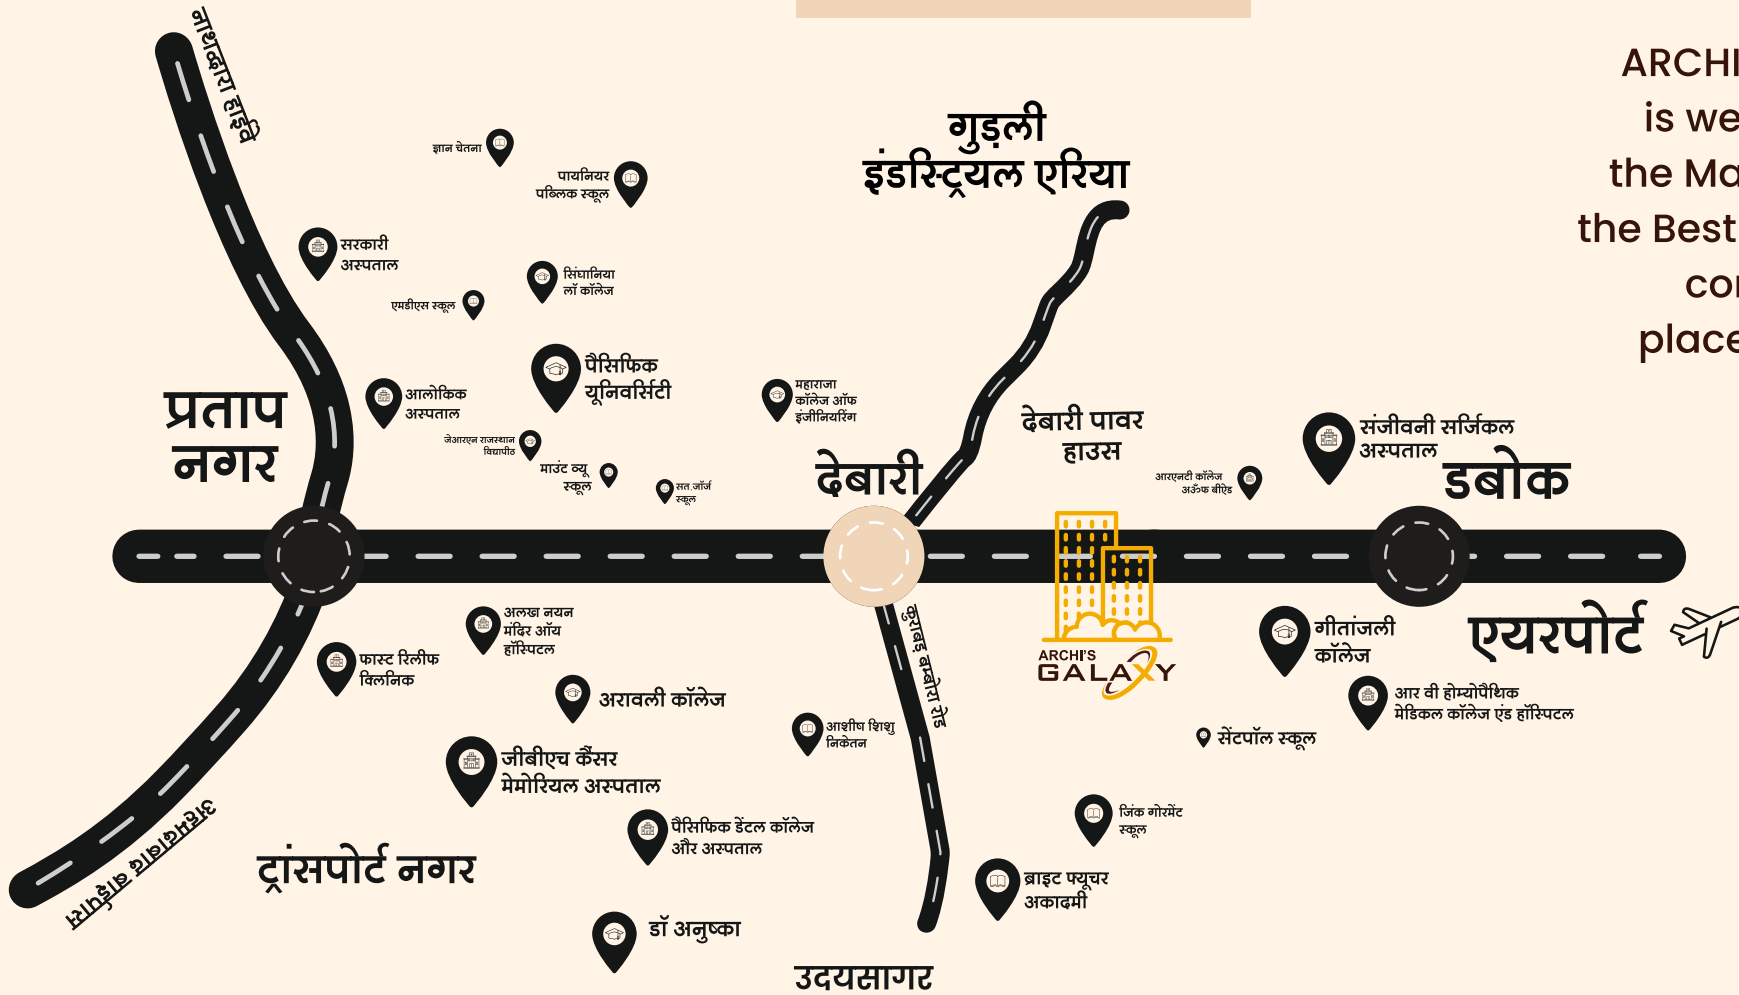 नाथद्वारा हाईवे
ARCHI
is we
the Ma
the Best
cor
place
गुड़ली
इंडस्ट्रियल एरिया
ज्ञान चेतना
पायनियर
पब्लिक स्कूल
सरकारी
अस्पताल
सिंघानिया
लॉ कॉलेज
एमडीएस स्कूल
पैसिफिक
यूनिवर्सिटी
प्रताप
नगर
आलोकिक
अस्पताल
महाराजा
कॉलेज ऑफ
इंजीनियरिंग
देबारी पावर
हाउस
संजीवनी सर्जिकल
अस्पताल
जेआरएन राजस्थान
विद्यापीठ
माउंट व्यू
स्कूल
सत.जॉर्ज
स्कूल
देबारी
आरएनटी कॉलेज
अॐफ बीऐड
डबोक
अलख नयन
मंदिर ऑय
हॉस्पिटल
कुराबड़ बम्बोरा रोड
ARCHI'S
GALAXY
गीतांजली
कॉलेज
एयरपोर्ट
फास्ट रिलीफ
क्लिनिक
अरावली कॉलेज
आर वी होम्योपैथिक
मेडिकल कॉलेज एंड हॉस्पिटल
आशीष शिशु
निकेतन
सेंटपॉल स्कूल
जीबीएच कैंसर
मेमोरियल अस्पताल
अहमदाबाद बाईपास
पैसिफिक डेंटल कॉलेज
और अस्पताल
जिंक गोरमेंट
स्कूल
ट्रांसपोर्ट नगर
ब्राइट फ्यूचर
अकादमी
डॉ अनुष्का
उदयसागर